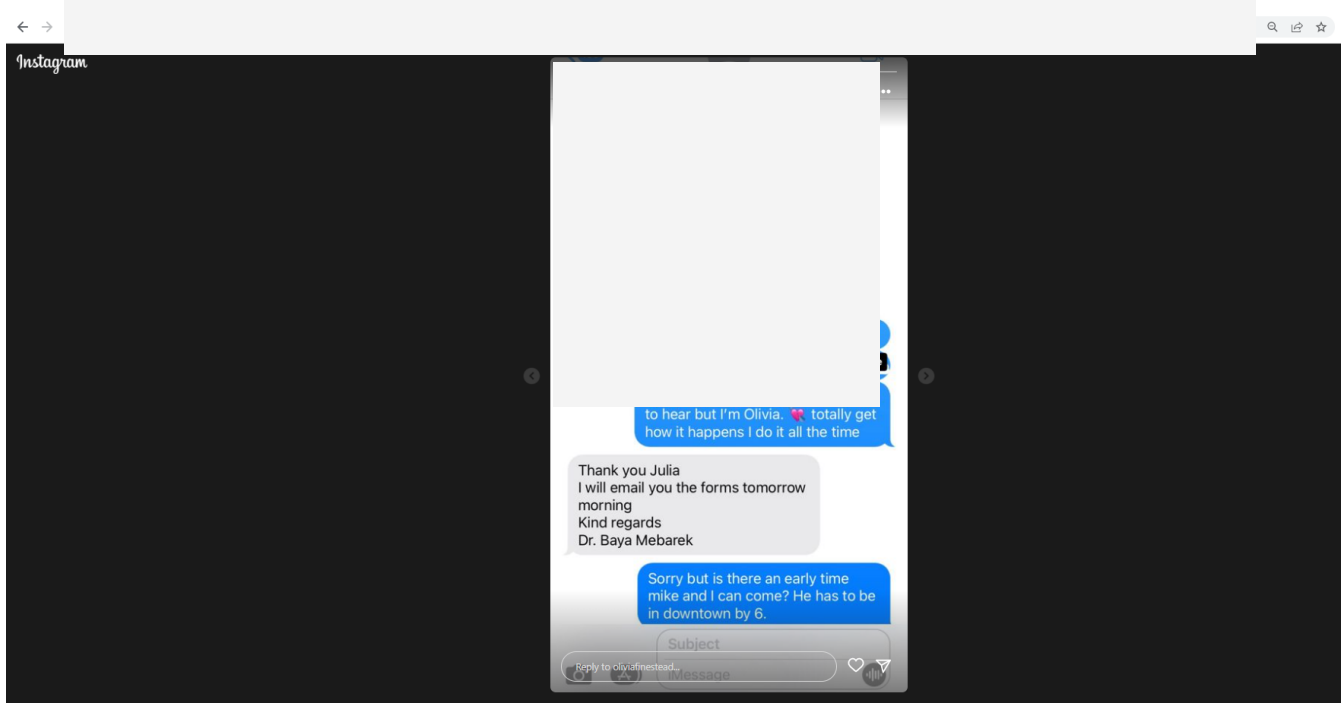 Instagram
to hear but I'm Olivia. 💘 totally get
how it happens I do it all the time
Thank you Julia
I will email you the forms tomorrow
morning
Kind regards
Dr. Baya Mebarek
Sorry but is there an early time
mike and I can come? He has to be
in downtown by 6.
Subject
Reply to oliviafinestead...
iMessage